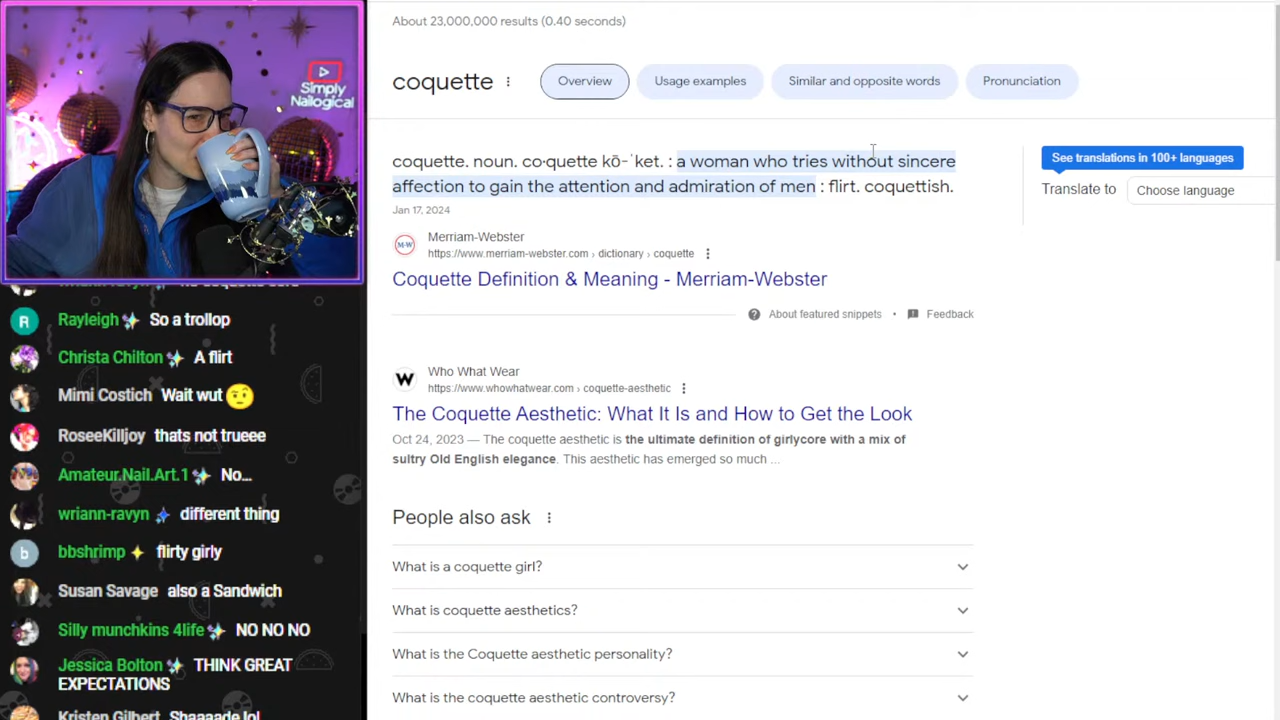 Simply
Nailogical
Rayleigh So a trollop
Christa Chilton A flirt
Mimi Costich Wait wut
RoseeKilljoy thats not trueee
Amateur.Nail.Art.1 No...
wriann-ravyn different thing
b
bbshrimp flirty girly
Susan Savage also a Sandwich
Silly munchkins 4life NO NO NO
Jessica Bolton THINK GREAT
EXPECTATIONS
Kristen Gilbert Shaaaade lol
About 23,000,000 results (0.40 seconds)
coquette
Overview
Usage examples
Similar and opposite words
Pronunciation
coquette. noun. co·quette kō-ˈket. : a woman who tries without sincere
affection to gain the attention and admiration of men : flirt. coquettish.
Jan 17, 2024
M-W
Merriam-Webster
https://www.merriam-webster.com › dictionary › coquette
Coquette Definition & Meaning - Merriam-Webster
About featured snippets • Feedback
W
Who What Wear
https://www.whowhatwear.com › coquette-aesthetic
The Coquette Aesthetic: What It Is and How to Get the Look
Oct 24, 2023 — The coquette aesthetic is the ultimate definition of girlycore with a mix of
sultry Old English elegance. This aesthetic has emerged so much ...
People also ask
What is a coquette girl?
What is coquette aesthetics?
What is the Coquette aesthetic personality?
What is the coquette aesthetic controversy?
See translations in 100+ languages
Translate to
Choose language